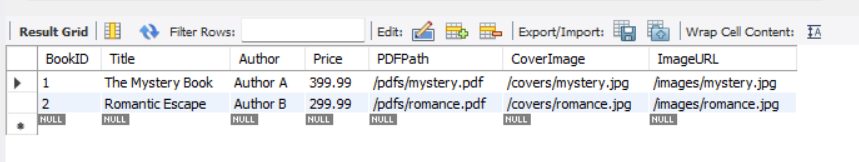 Result Grid Filter Rows: Edit: Export/Import: Wrap Cell Content:
BookID Title Author Price PDFPath CoverImage ImageURL
1 The Mystery Book Author A 399.99 /pdfs/mystery.pdf /covers/mystery.jpg /images/mystery.jpg
2 Romantic Escape Author B 299.99 /pdfs/romance.pdf /covers/romance.jpg /images/romance.jpg
NULL NULL NULL NULL NULL NULL NULL